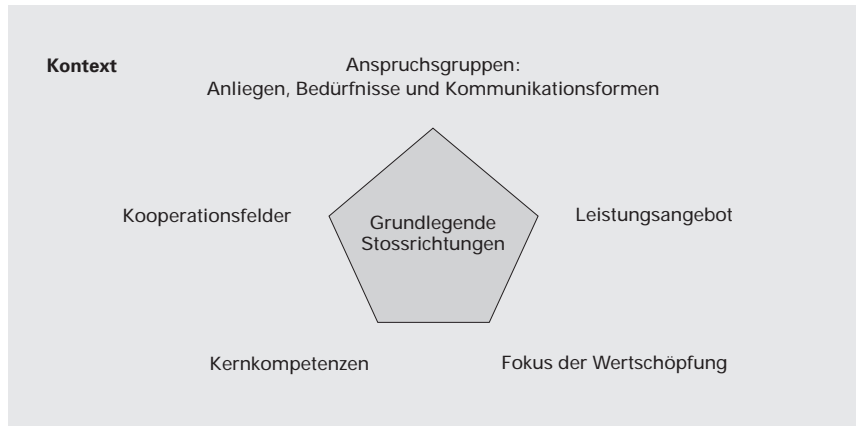 Kontext
Anspruchsgruppen:
Anliegen, Bedürfnisse und Kommunikationsformen
Kooperationsfelder
Grundlegende
Stossrichtungen
Leistungsangebot
Kernkompetenzen
Fokus der Wertschöpfung